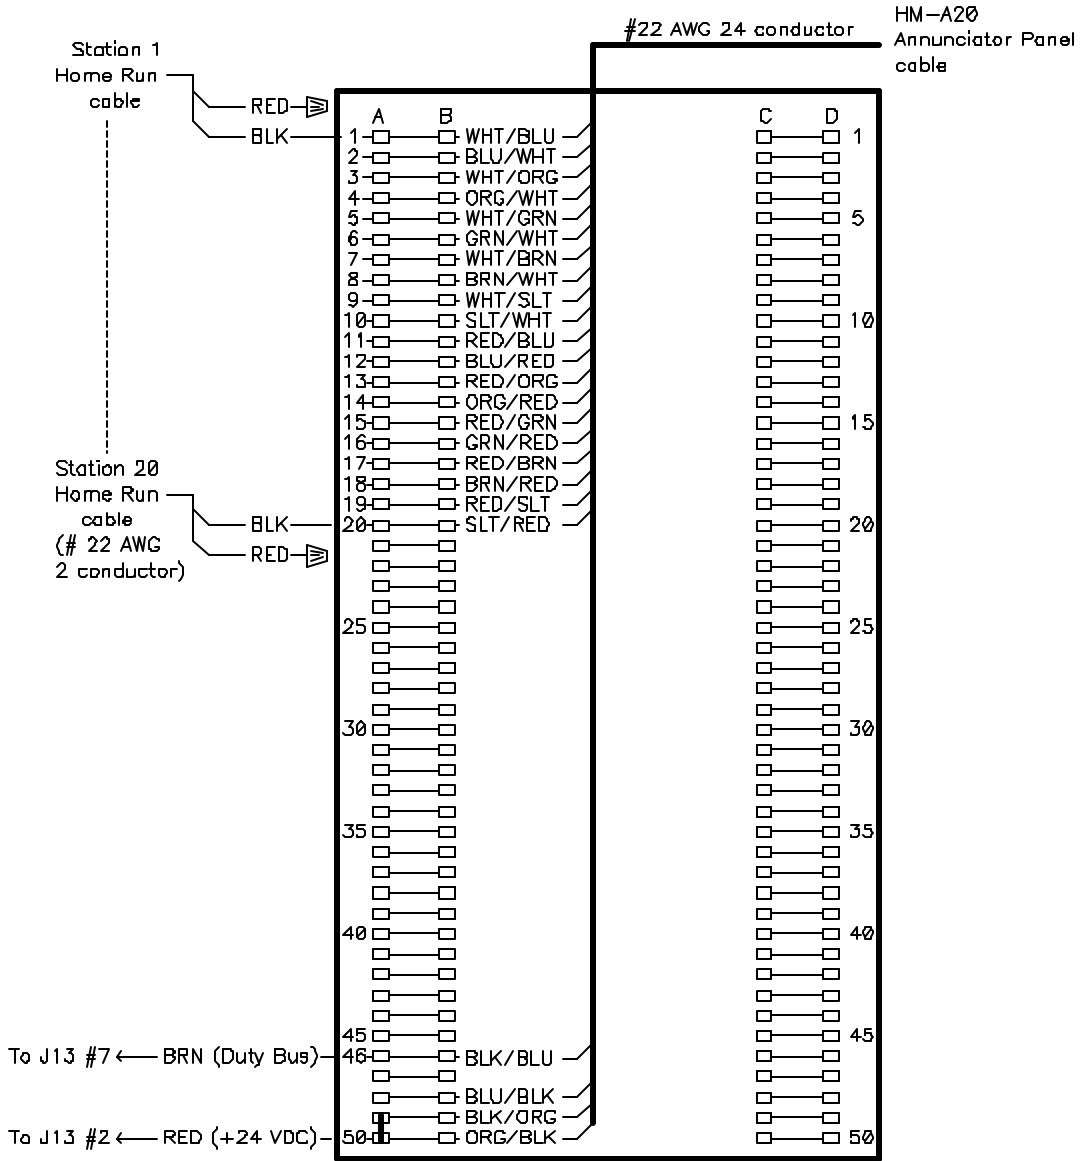 #22 AWG 24 conductor
HM-A20
Annunciator Panel
cable
Station 1
Home Run
cable
RED
BLK
A B C D
1 WHT/BLU 1
2 BLU/WHT
3 WHT/ORG
4 ORG/WHT
5 WHT/GRN 5
6 GRN/WHT
7 WHT/BRN
8 BRN/WHT
9 WHT/SLT
10 SLT/WHT 10
11 RED/BLU
12 BLU/RED
13 RED/ORG
14 ORG/RED
15 RED/GRN 15
16 GRN/RED
17 RED/BRN
18 BRN/RED
19 RED/SLT
20 SLT/RED 20
Station 20
Home Run
cable
(# 22 AWG
2 conductor)
BLK
RED
25 25
30 30
35 35
40 40
45 45
To J13 #7 BRN (Duty Bus) 46 BLK/BLU
BLU/BLK
BLK/ORG
To J13 #2 RED (+24 VDC) 50 ORG/BLK 50